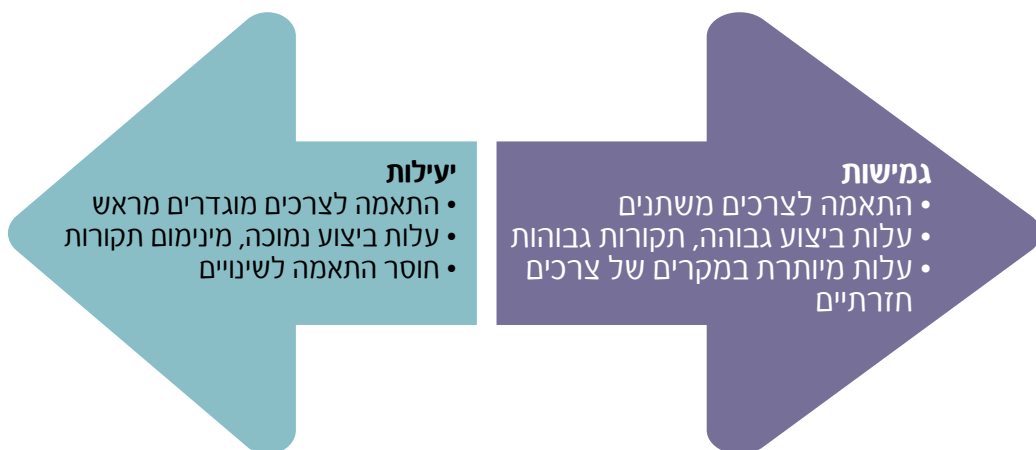 גמישות
• התאמה לצרכים משתנים
• עלות ביצוע גבוהה, תקורות גבוהות
• עלות מיותרת במקרים של צרכים
חזרתיים
יעילות
• התאמה לצרכים מוגדרים מראש
• עלות ביצוע נמוכה, מינימום תקורות
• חוסר התאמה לשינויים